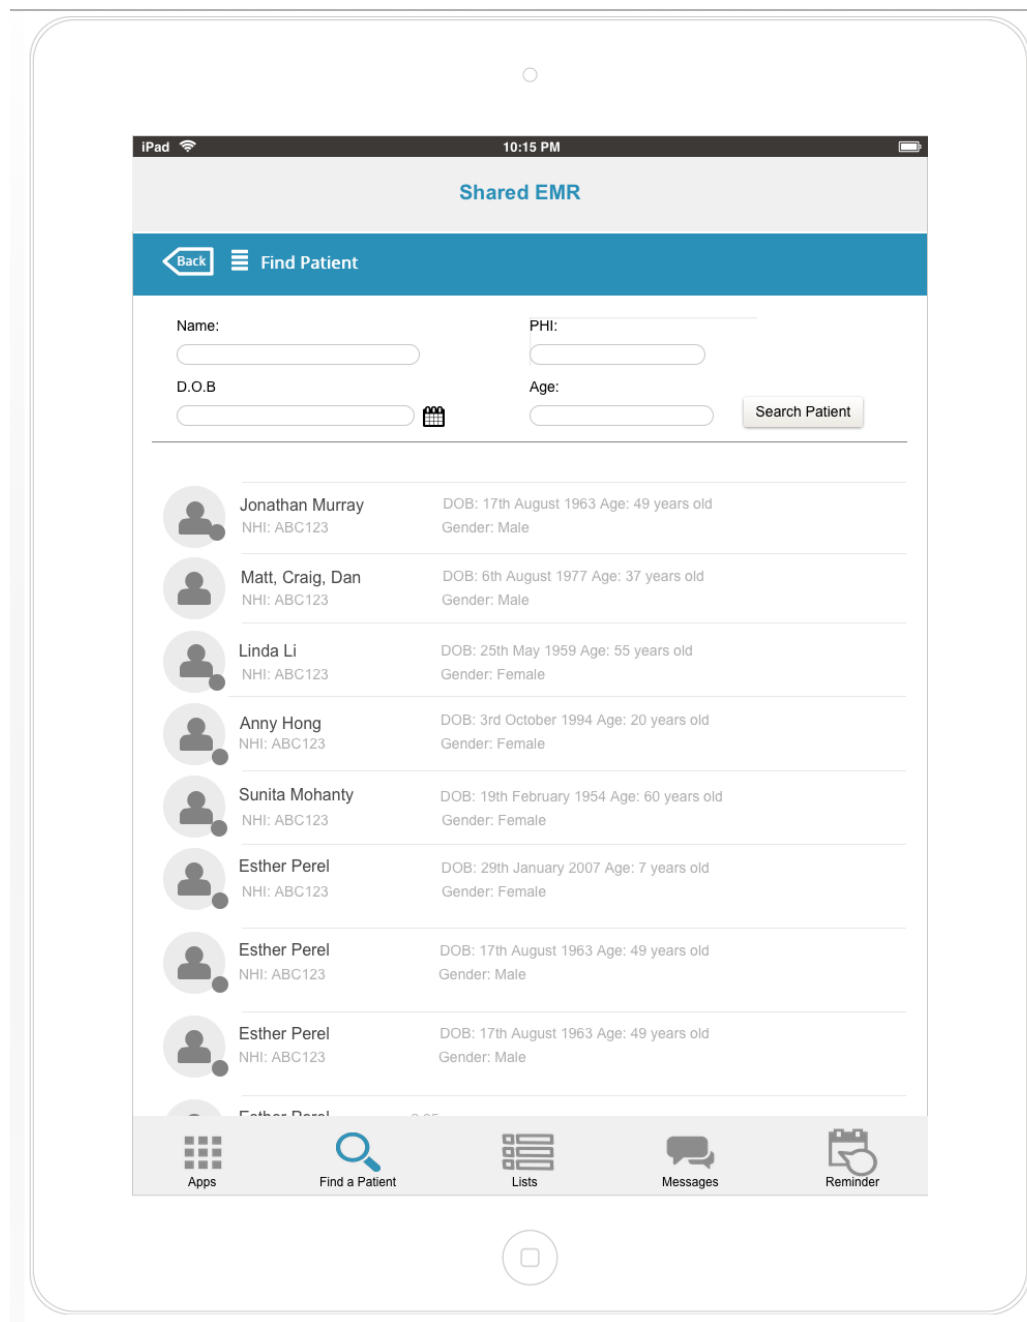 iPad 10:15 PM
Shared EMR
Back Find Patient
Name: PHI:
D.O.B Age:
Search Patient
Jonathan Murray DOB: 17th August 1963 Age: 49 years old
NHI: ABC123 Gender: Male
Matt, Craig, Dan DOB: 6th August 1977 Age: 37 years old
NHI: ABC123 Gender: Male
Linda Li DOB: 25th May 1959 Age: 55 years old
NHI: ABC123 Gender: Female
Anny Hong DOB: 3rd October 1994 Age: 20 years old
NHI: ABC123 Gender: Female
Sunita Mohanty DOB: 19th February 1954 Age: 60 years old
NHI: ABC123 Gender: Female
Esther Perel DOB: 29th January 2007 Age: 7 years old
NHI: ABC123 Gender: Female
Esther Perel DOB: 17th August 1963 Age: 49 years old
NHI: ABC123 Gender: Male
Esther Perel DOB: 17th August 1963 Age: 49 years old
NHI: ABC123 Gender: Male
Esther Perel
Apps Find a Patient Lists Messages Reminder